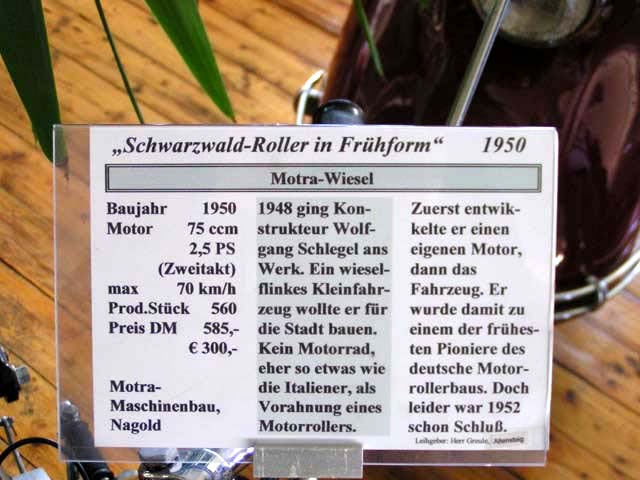 „Schwarzwald-Roller in Frühform“ 1950
Motra-Wiesel
Baujahr 1950
Motor 75 ccm
2,5 PS
(Zweitakt)
max 70 km/h
Prod.Stück 560
Preis DM 585,-
€ 300,-
Motra-
Maschinenbau,
Nagold
1948 ging Kon-
strukteur Wolf-
gang Schlegel ans
Werk. Ein wiesel-
flinkes Kleinfahr-
zeug wollte er für
die Stadt bauen.
Kein Motorrad,
eher so etwas wie
die Italiener, als
Vorahnung eines
Motorrollers.
Zuerst entwik-
kelte er einen
eigenen Motor,
dann das
Fahrzeug. Er
wurde damit zu
einem der frühes-
ten Pioniere des
deutsche Motor-
rollerbaus. Doch
leider war 1952
schon Schluß.
Leihgeber: Herr Greule, Altensteig